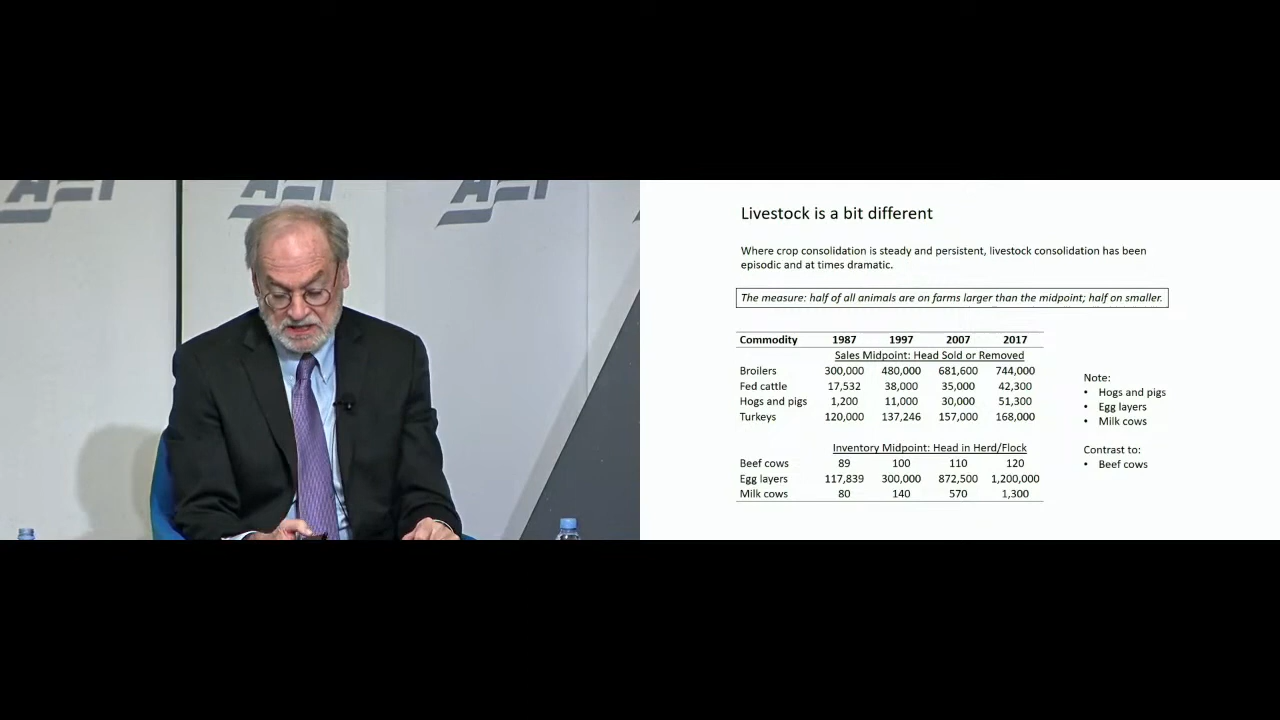 AEI
AEI
AEI
Livestock is a bit different
Where crop consolidation is steady and persistent, livestock consolidation has been
episodic and at times dramatic.
The measure: half of all animals are on farms larger than the midpoint; half on smaller.
Commodity 1987 1997 2007 2017
Sales Midpoint: Head Sold or Removed
Broilers 300,000 480,000 681,600 744,000
Fed cattle 17,532 38,000 35,000 42,300
Hogs and pigs 1,200 11,000 30,000 51,300
Turkeys 120,000 137,246 157,000 168,000
Inventory Midpoint: Head in Herd/Flock
Beef cows 89 100 110 120
Egg layers 117,839 300,000 872,500 1,200,000
Milk cows 80 140 570 1,300
Note:
• Hogs and pigs
• Egg layers
• Milk cows
Contrast to:
• Beef cows